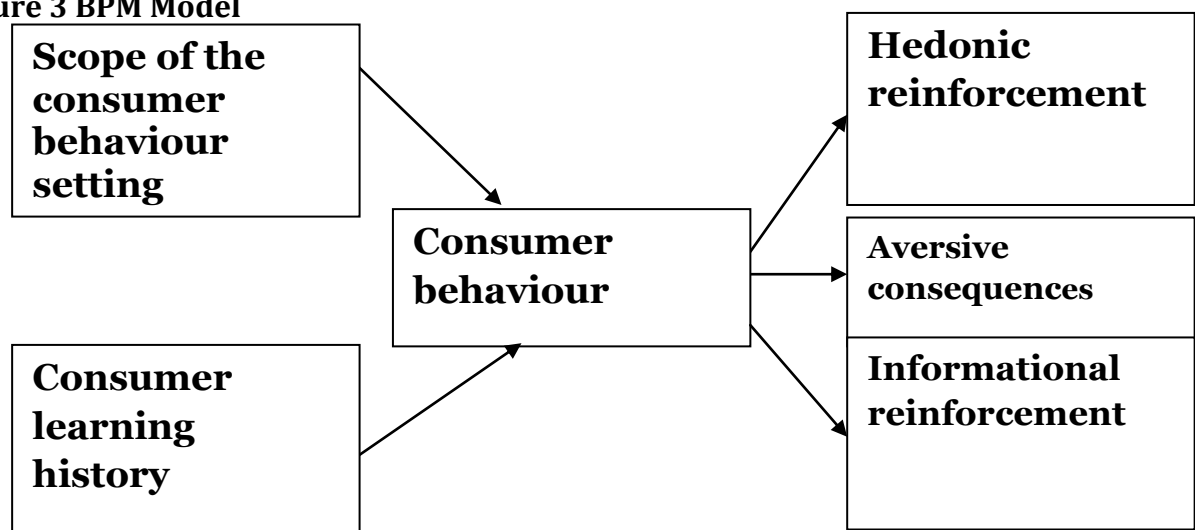 ure 3 BPM Model
Scope of the
consumer
behaviour
setting
Consumer
learning
history
Consumer
behaviour
Hedonic
reinforcement
Aversive
consequences
Informational
reinforcement